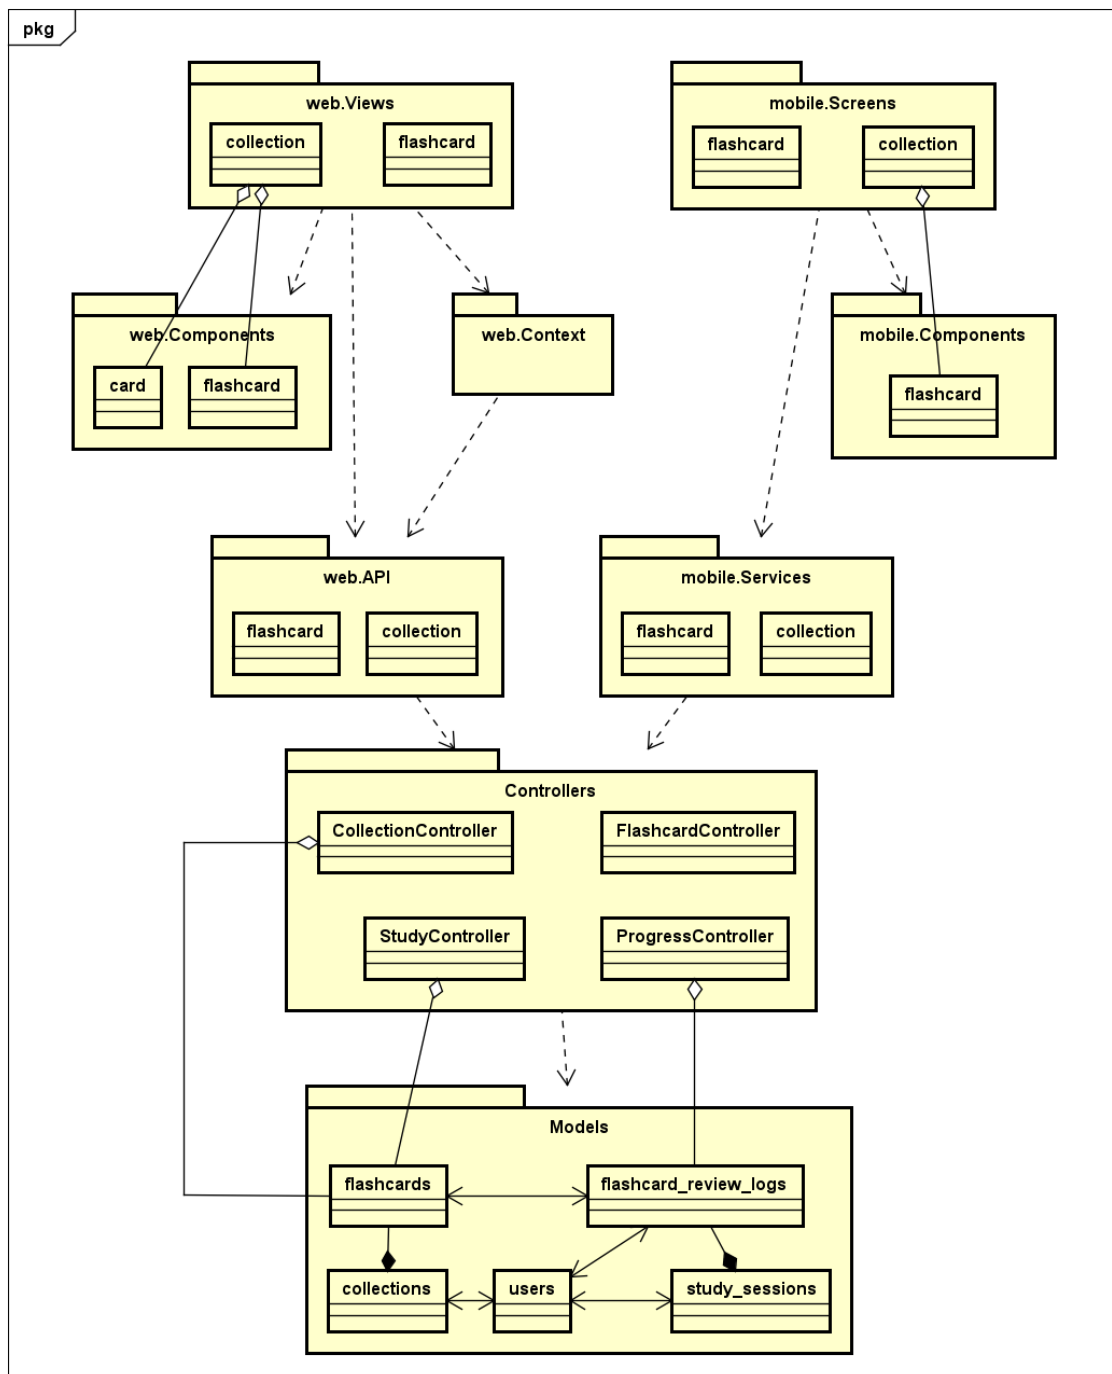 pkg
web.Views
mobile.Screens
collection
flashcard
flashcard
collection
web.Components
web.Context
mobile.Components
card
flashcard
flashcard
web.API
mobile.Services
flashcard
collection
flashcard
collection
Controllers
CollectionController
FlashcardController
StudyController
ProgressController
Models
flashcards
flashcard_review_logs
collections
users
study_sessions